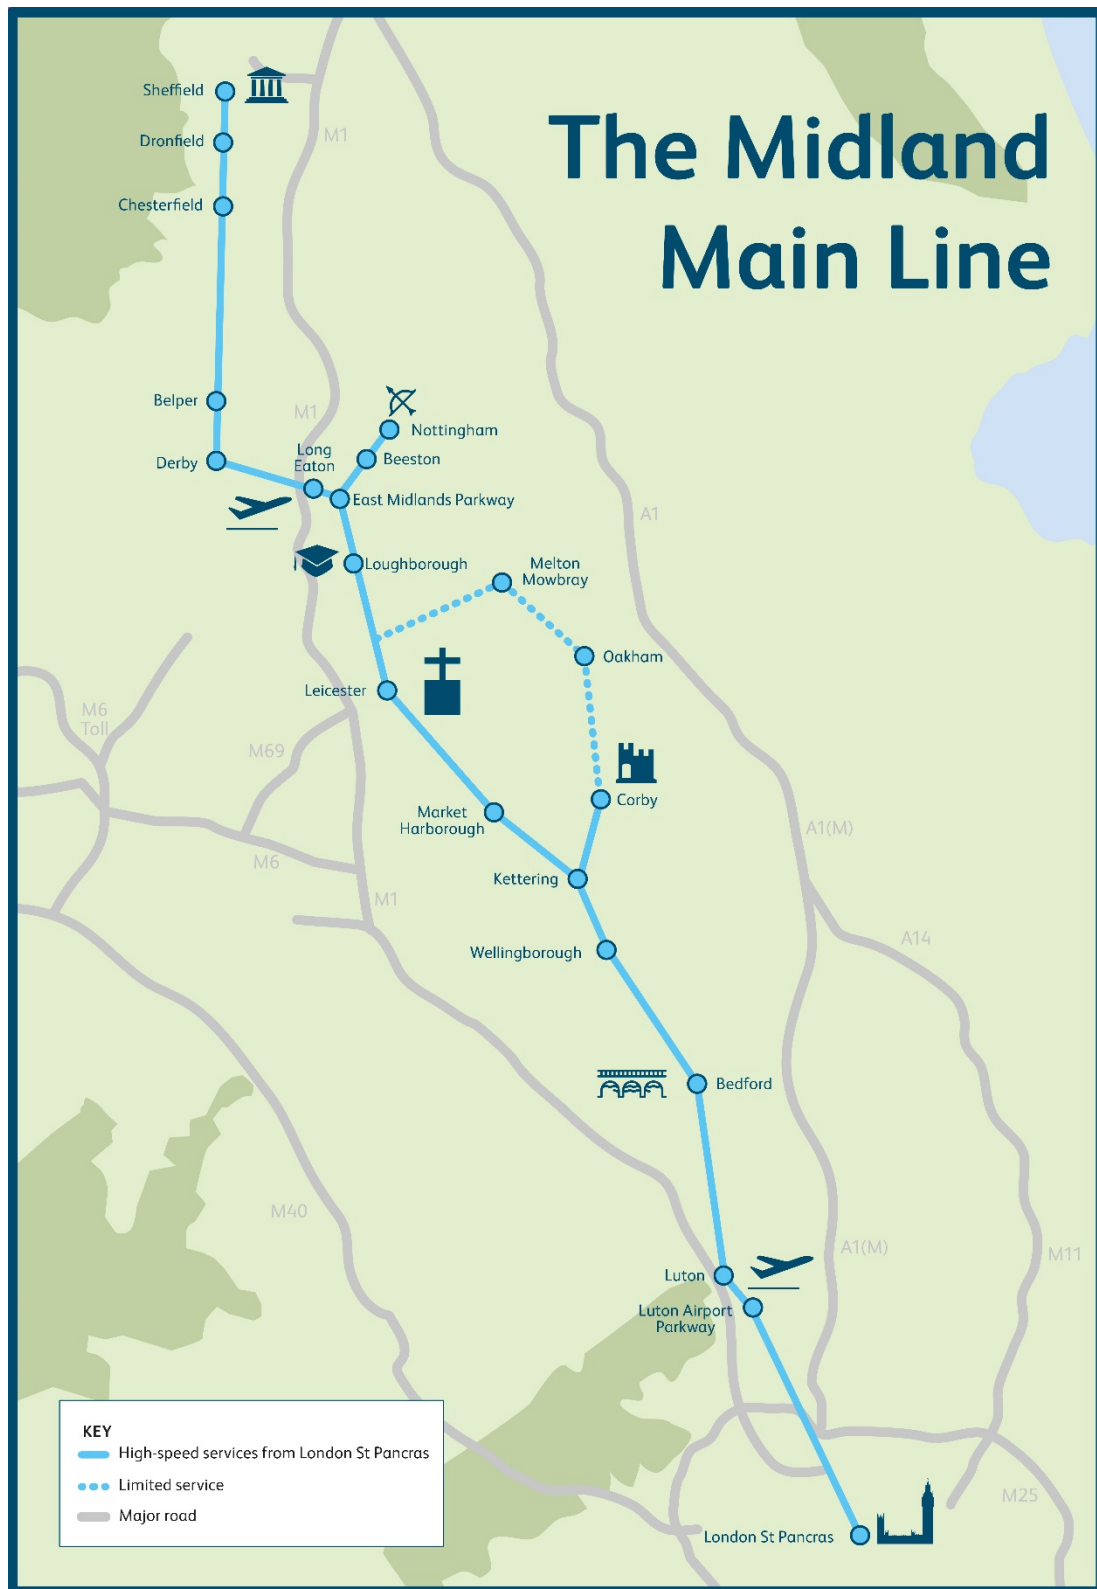 The Midland
Main Line
Sheffield
Dronfield
M1
Chesterfield
Belper
M1
Nottingham
Long
Eaton
Derby
Beeston
East Midlands Parkway
A1
Loughborough
Melton
Mowbray
Oakham
Leicester
M6
Toll
M69
Corby
Market
Harborough
A1(M)
M6
Kettering
M1
A14
Wellingborough
Bedford
M40
A1(M)
M11
Luton
Luton Airport
Parkway
KEY
High-speed services from London St Pancras
Limited service
Major road
M25
London St Pancras